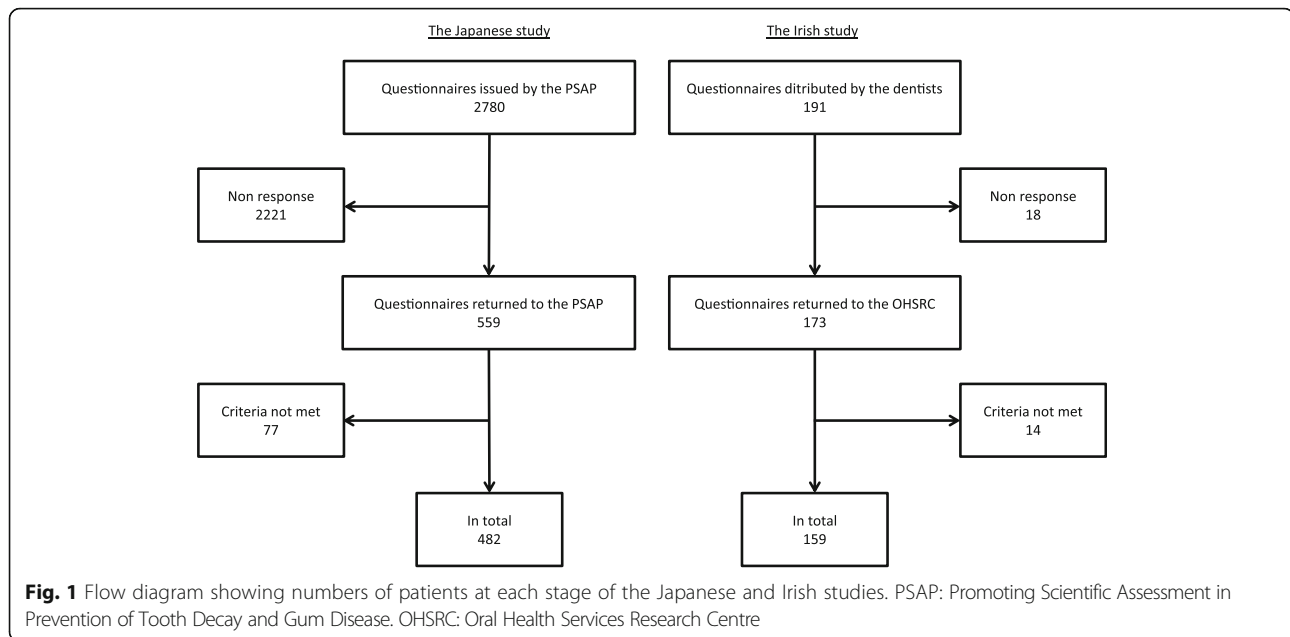 The Japanese study
The Irish study
Questionnaires issued by the PSAP
2780
Questionnaires ditributed by the dentists
191
Non response
2221
Non response
18
Questionnaires returned to the PSAP
559
Questionnaires returned to the OHSRC
173
Criteria not met
77
Criteria not met
14
In total
482
In total
159
Fig. 1 Flow diagram showing numbers of patients at each stage of the Japanese and Irish studies. PSAP: Promoting Scientific Assessment in
Prevention of Tooth Decay and Gum Disease. OHSRC: Oral Health Services Research Centre